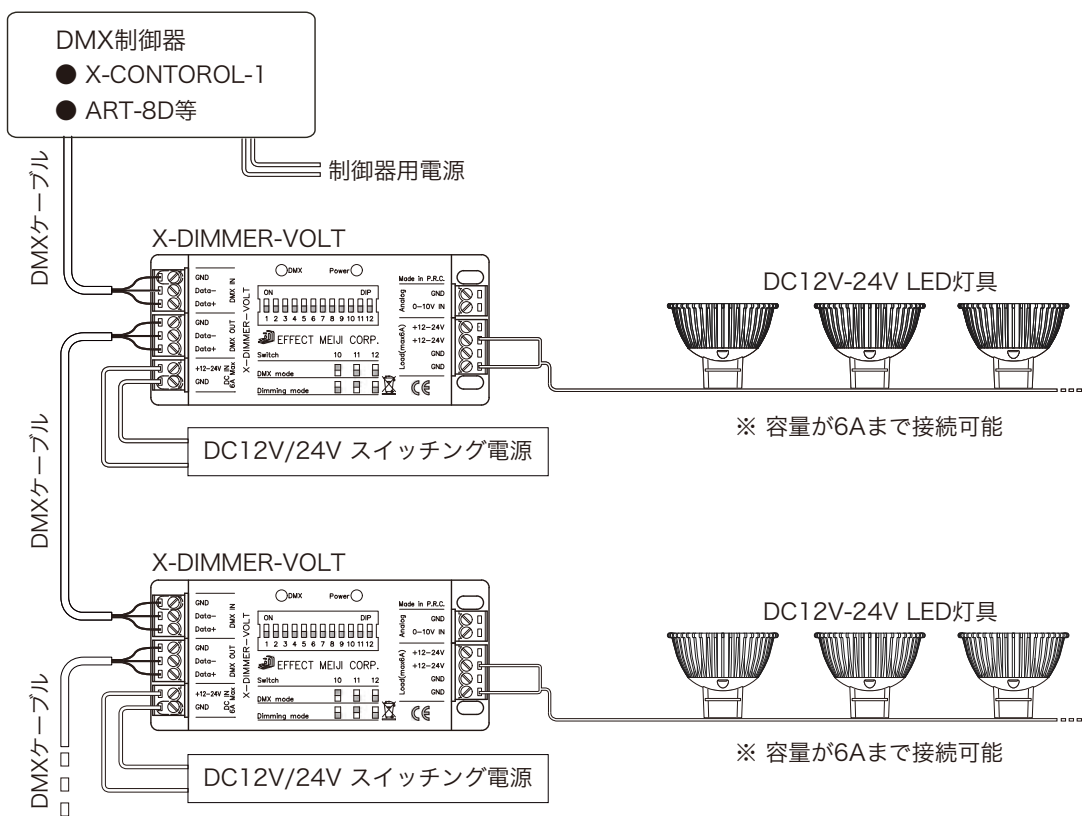 DMX制御器
● X-CONTOROL-1
● ART-8D等
DMXケーブル
制御器用電源
X-DIMMER-VOLT
GND
Data-
Data+
DMX IN
GND
Data-
Data+
DMX OUT
+12-24V
GND
DC IN
6A Max
X-DIMMER-VOLT
DMX
Power
ON
DIP
1 2 3 4 5 6 7 8 9 10 11 12
EFFECT MEIJI CORP.
Switch 10 11 12
DMX mode
Dimming mode
Made in P.R.C.
Analog
GND
0-10V IN
Load(max6A)
+12-24V
+12-24V
GND
GND
CE
DC12V/24V スイッチング電源
DC12V-24V LED灯具
※ 容量が6Aまで接続可能
DMXケーブル
X-DIMMER-VOLT
GND
Data-
Data+
DMX IN
GND
Data-
Data+
DMX OUT
+12-24V
GND
DC IN
6A Max
X-DIMMER-VOLT
DMX
Power
ON
DIP
1 2 3 4 5 6 7 8 9 10 11 12
EFFECT MEIJI CORP.
Switch 10 11 12
DMX mode
Dimming mode
Made in P.R.C.
Analog
GND
0-10V IN
Load(max6A)
+12-24V
+12-24V
GND
GND
CE
DC12V/24V スイッチング電源
DC12V-24V LED灯具
※ 容量が6Aまで接続可能
DMXケーブル